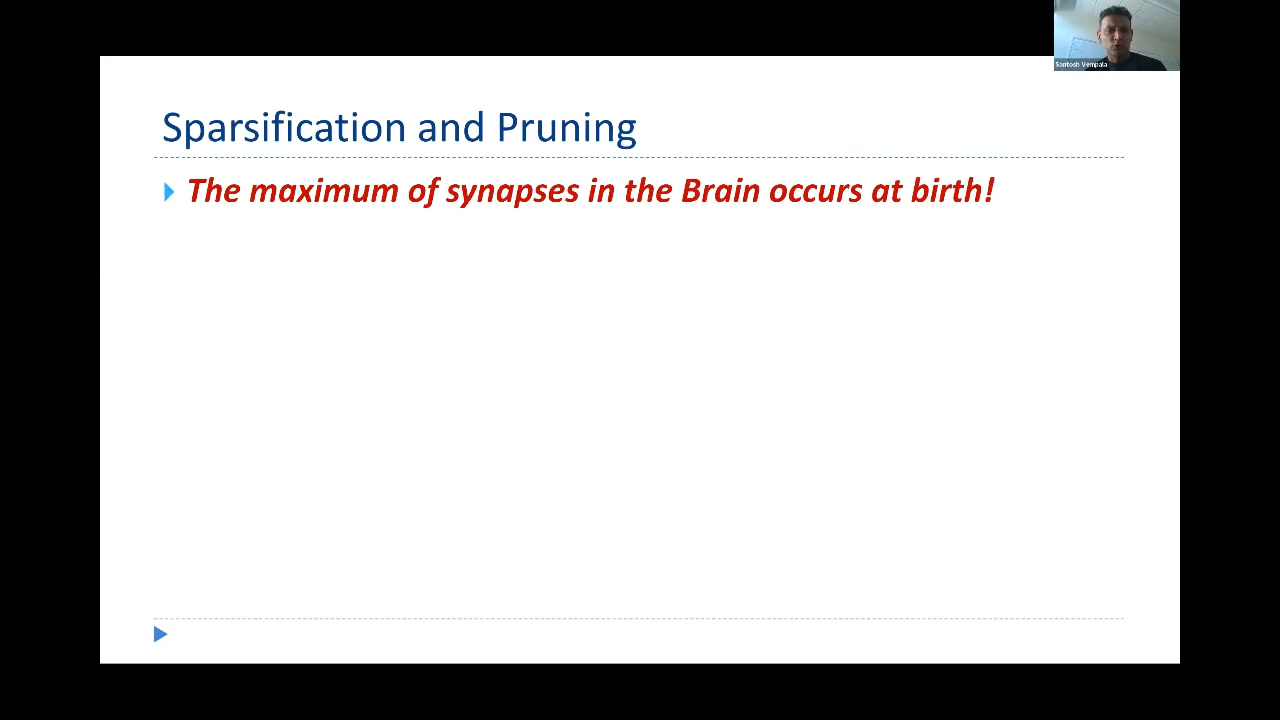 Santosh Vempala
Sparsification and Pruning
The maximum of synapses in the Brain occurs at birth!